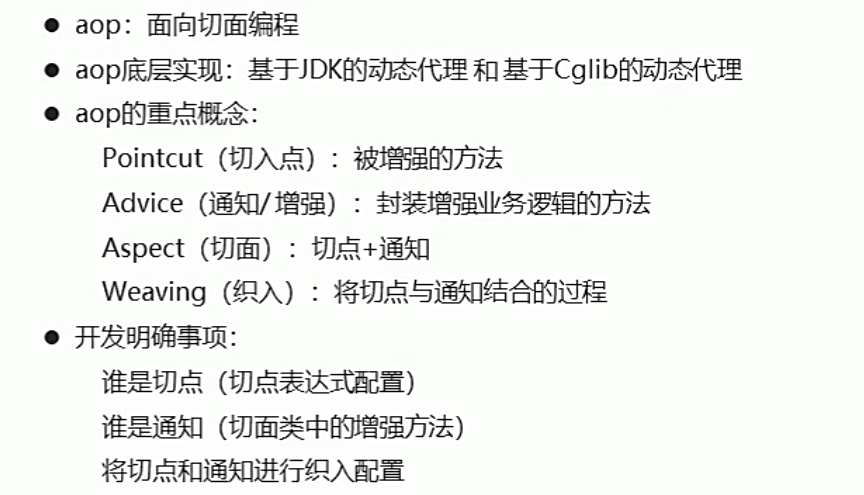 ● aop：面向切面编程
● aop底层实现：基于JDK的动态代理 和 基于Cglib的动态代理
● aop的重点概念：
Pointcut（切入点）：被增强的方法
Advice（通知/ 增强）：封装增强业务逻辑的方法
Aspect（切面）：切点+通知
Weaving（织入）：将切点与通知结合的过程
● 开发明确事项：
谁是切点（切点表达式配置）
谁是通知（切面类中的增强方法）
将切点和通知进行织入配置